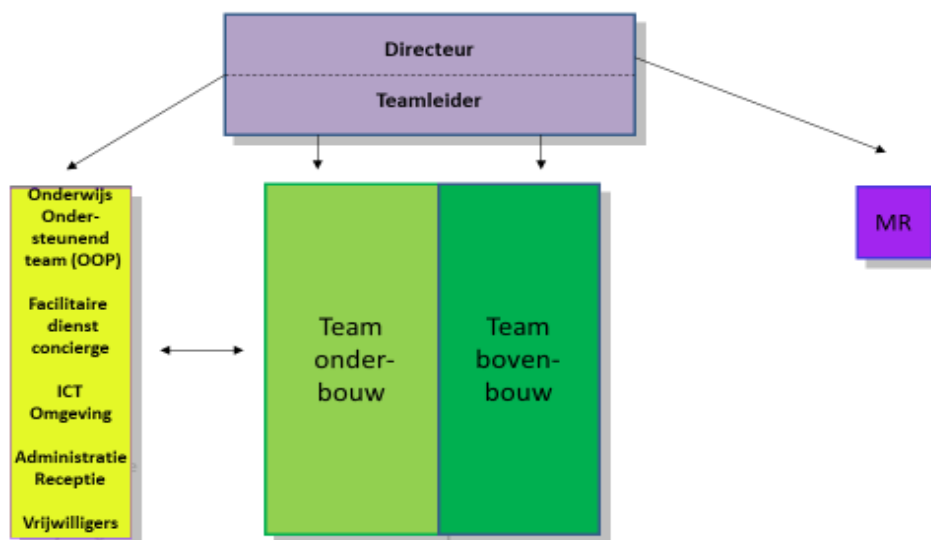 Directeur
Teamleider
Onderwijs
Onder-
steunend
team (OOP)
Facilitaire
dienst
concierge
ICT
Omgeving
Administratie
Receptie
Vrijwilligers
Team
onder-
bouw
Team
boven-
bouw
MR